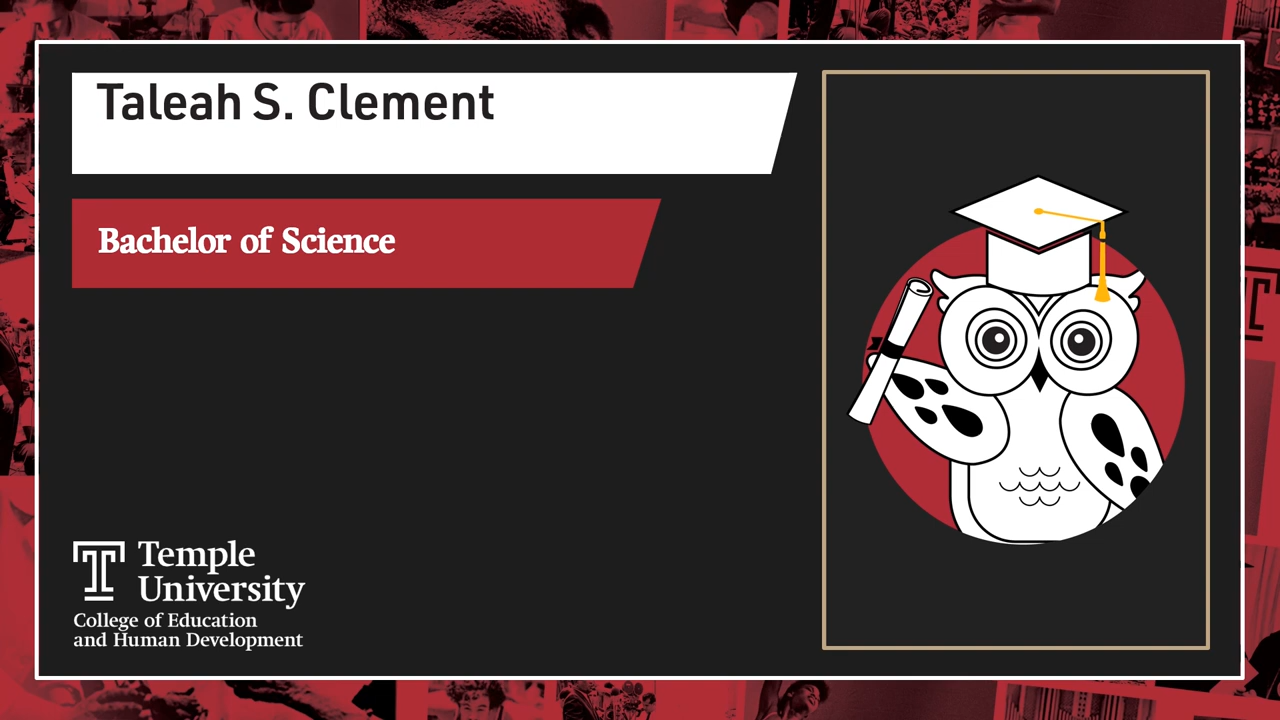 Taleah S. Clement
Bachelor of Science
Temple
University
College of Education
and Human Development